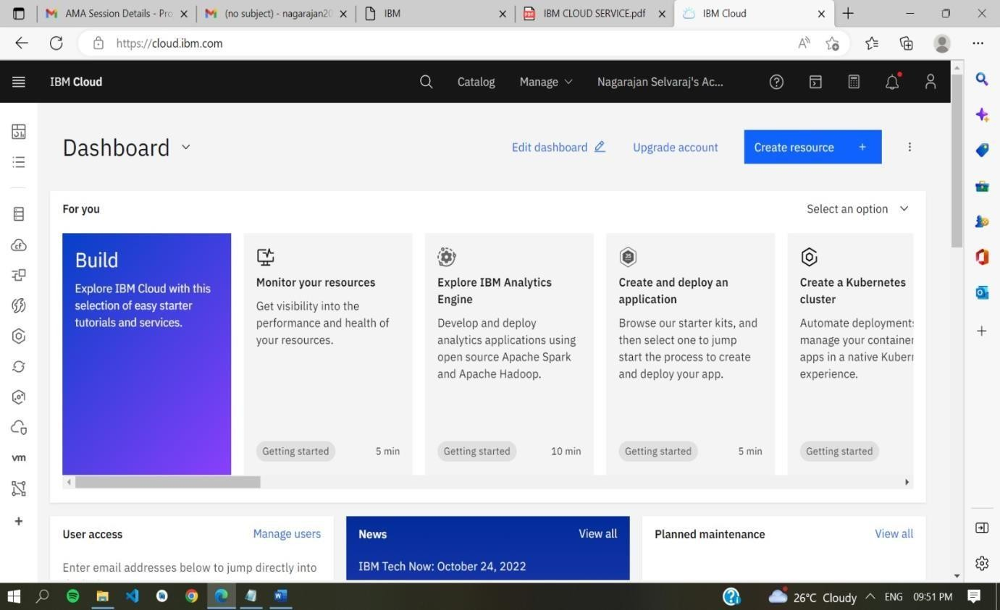 AMA Session Details - Pro
(no subject) - nagarajan20
IBM
IBM CLOUD SERVICE.pdf
IBM Cloud
https://cloud.ibm.com
IBM Cloud
Catalog
Manage
Nagarajan Selvaraj's Ac...
Dashboard
Edit dashboard
Upgrade account
Create resource +
For you
Select an option
Build
Explore IBM Cloud with this
selection of easy starter
tutorials and services.
Monitor your resources
Get visibility into the
performance and health of
your resources.
Getting started
5 min
Explore IBM Analytics
Engine
Develop and deploy
analytics applications using
open source Apache Spark
and Apache Hadoop.
Getting started
10 min
Create and deploy an
application
Browse our starter kits, and
then select one to jump
start the process to create
and deploy your app.
Getting started
5 min
Create a Kubernetes
cluster
Automate deployments
manage your container
apps in a native Kuber
experience.
Getting started
vm
User access
Manage users
Enter email addresses below to jump directly into
News
View all
IBM Tech Now: October 24, 2022
Planned maintenance
View all
26°C Cloudy
ENG
09:51 PM